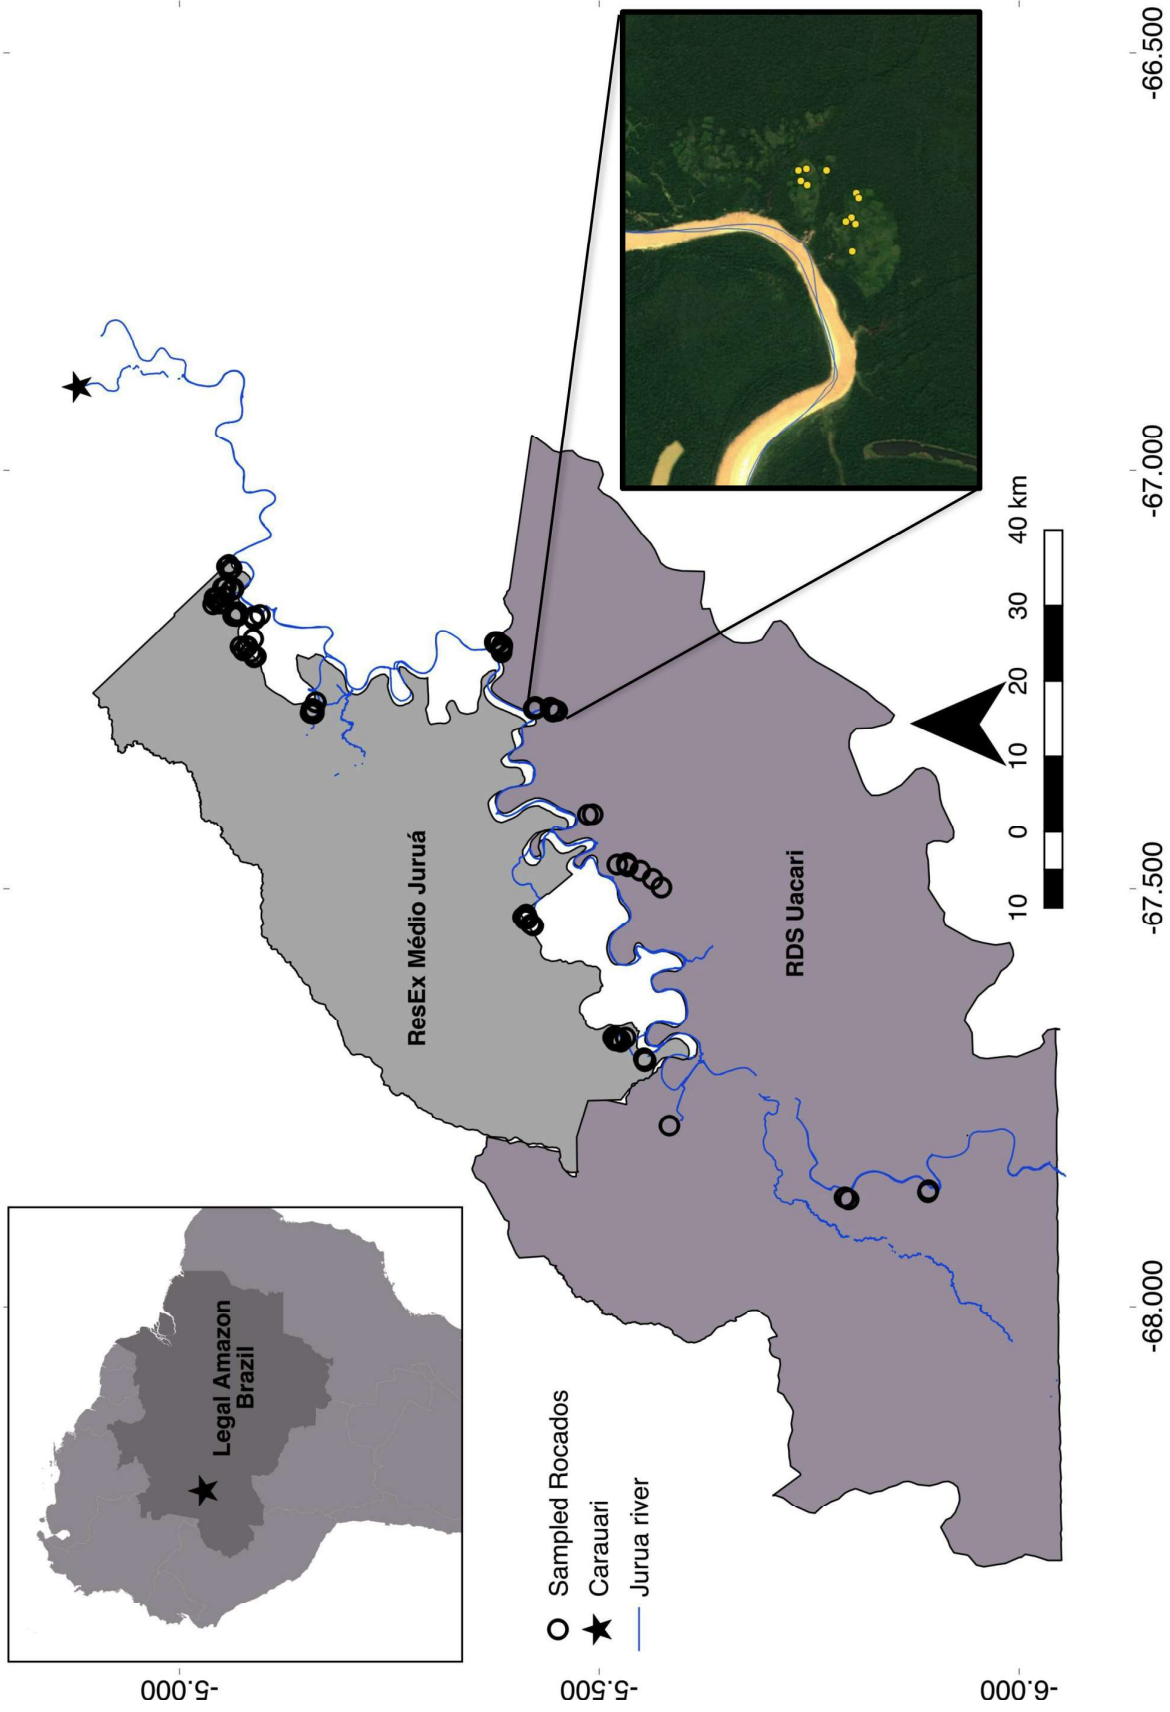 Legal Amazon
Brazil
ResEx Médio Juruá
RDS Uacari
Sampled Rocados
Carauari
Jurua river
10 0 10 20 30 40 km
-5.000
-5.500
-6.000
-68.000
-67.500
-67.000
-66.500